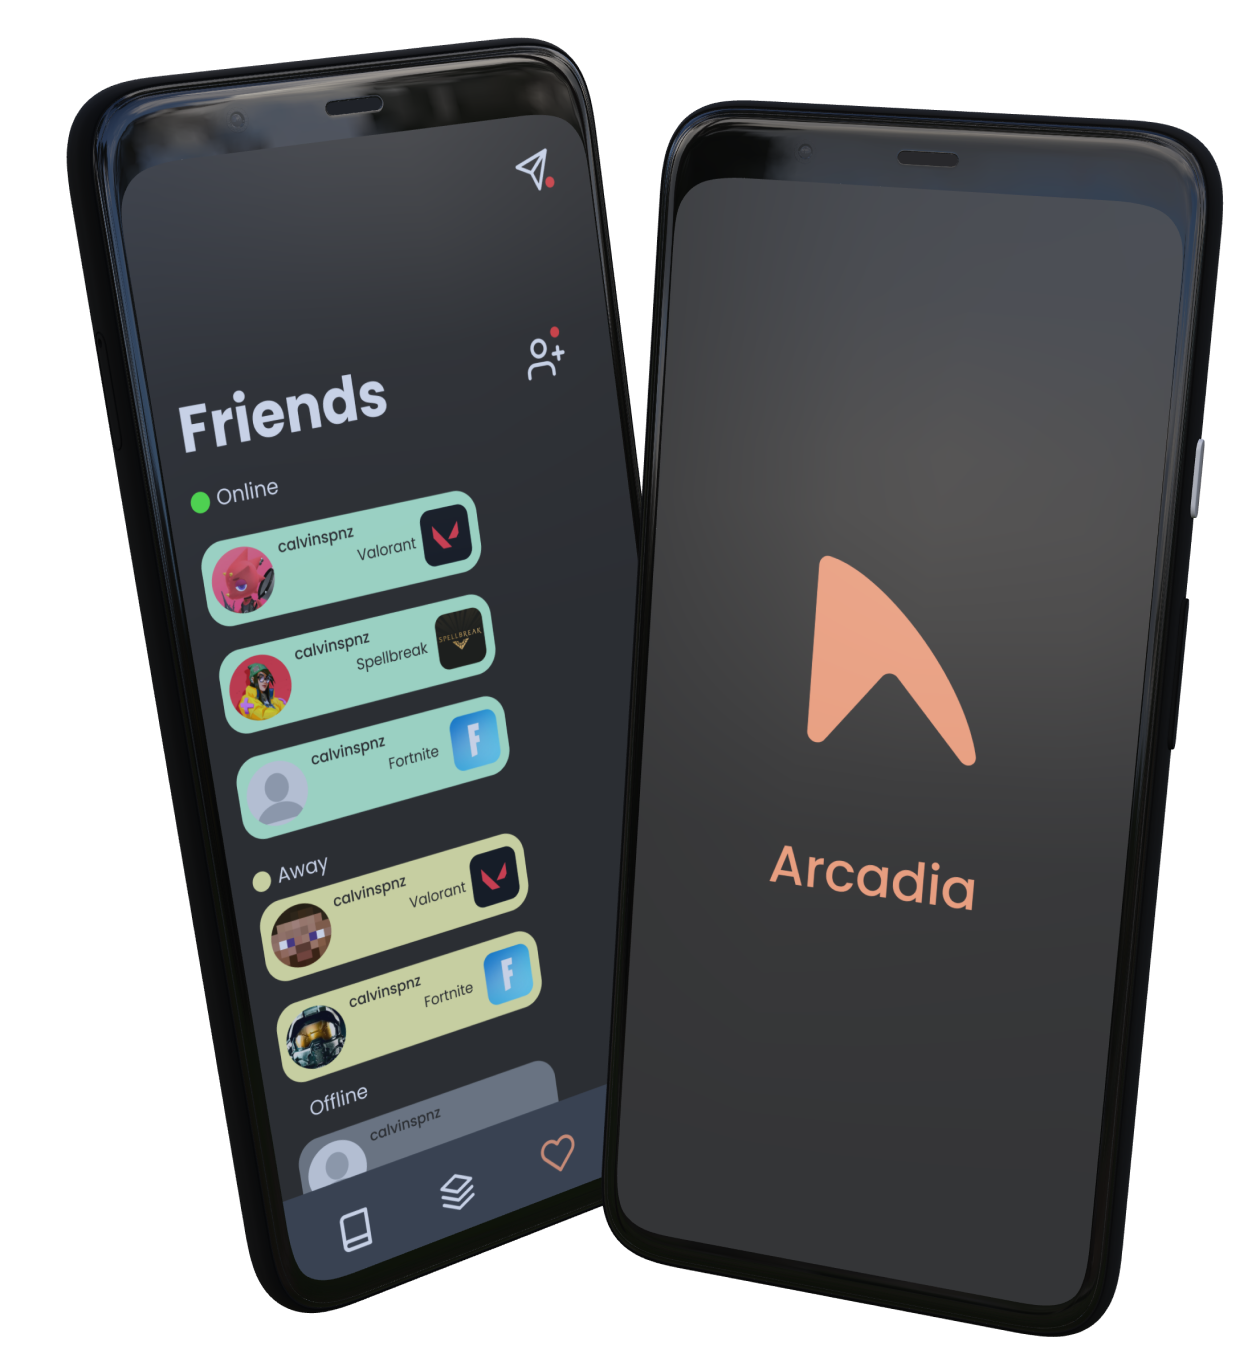 Friends
Online
calvinspnz
Valorant
calvinspnz
Spellbreak
SPELLBREAK
calvinspnz
Fortnite
F
Away
calvinspnz
Valorant
calvinspnz
Fortnite
F
Offline
calvinspnz
Arcadia